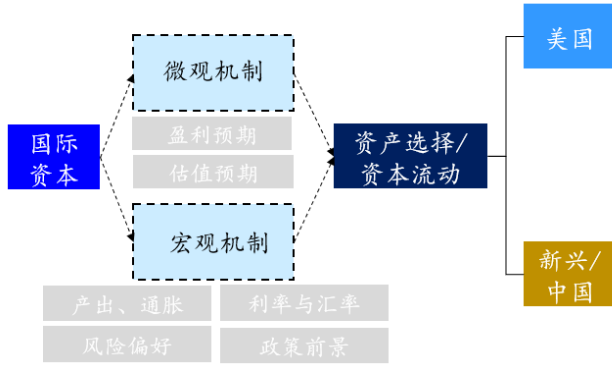 美国
微观机制
盈利预期
估值预期
国际
资本
资产选择/
资本流动
宏观机制
新兴/
中国
产出、通胀
利率与汇率
风险偏好
政策前景